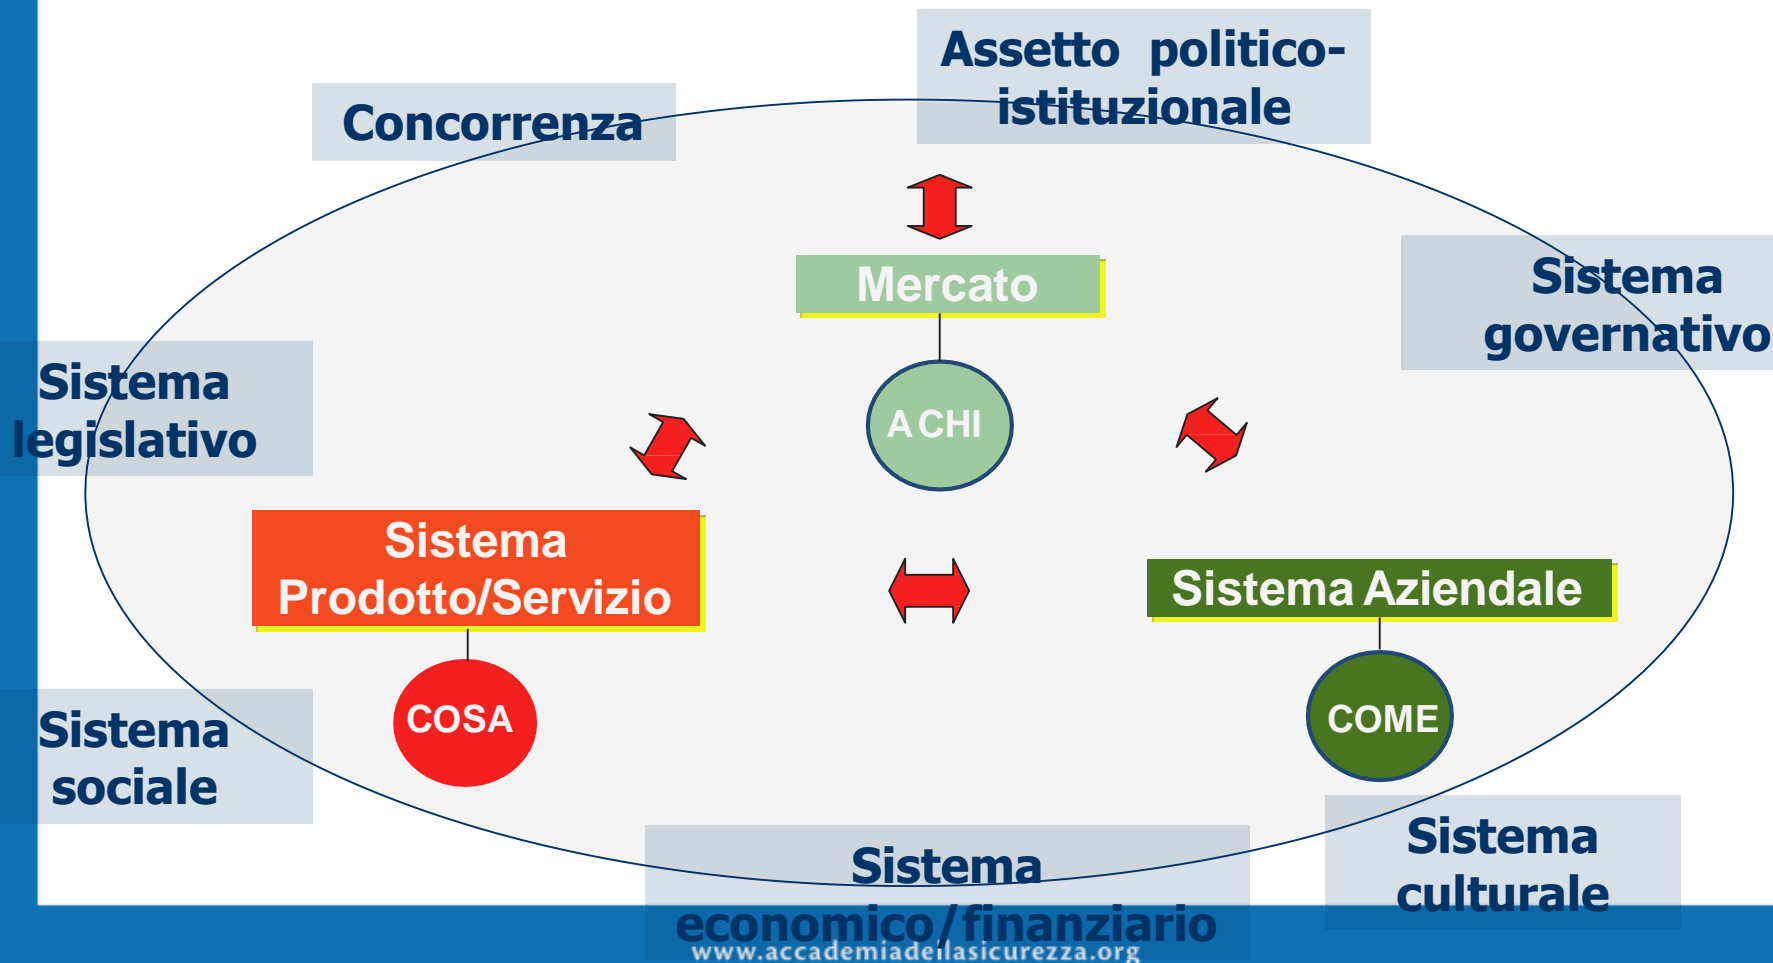 Assetto politico-
istituzionale
Concorrenza
Mercato
Sistema
governativo
A CHI
Sistema
legislativo
Sistema
Prodotto/Servizio
Sistema Aziendale
COSA
COME
Sistema
sociale
Sistema
economico/finanziario
Sistema
culturale
www.accademiadellasicurezza.org